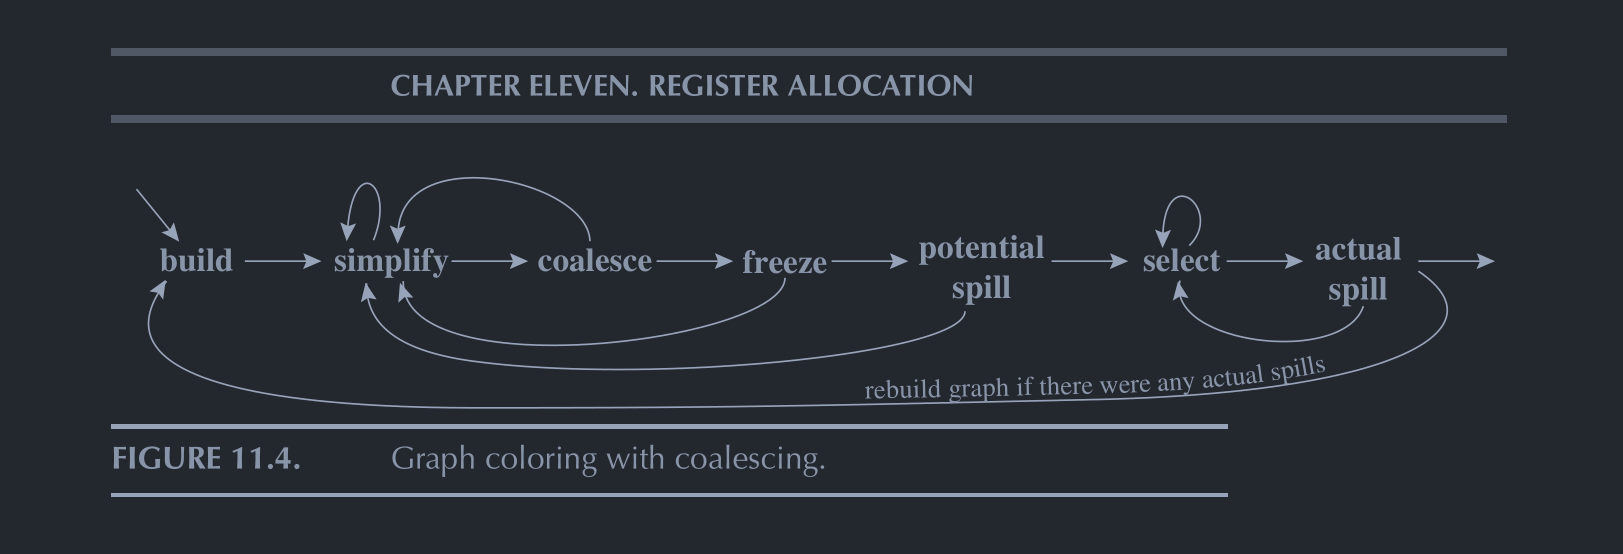 CHAPTER ELEVEN. REGISTER ALLOCATION
build simplify coalesce freeze potential spill select actual spill
rebuild graph if there were any actual spills
FIGURE 11.4. Graph coloring with coalescing.